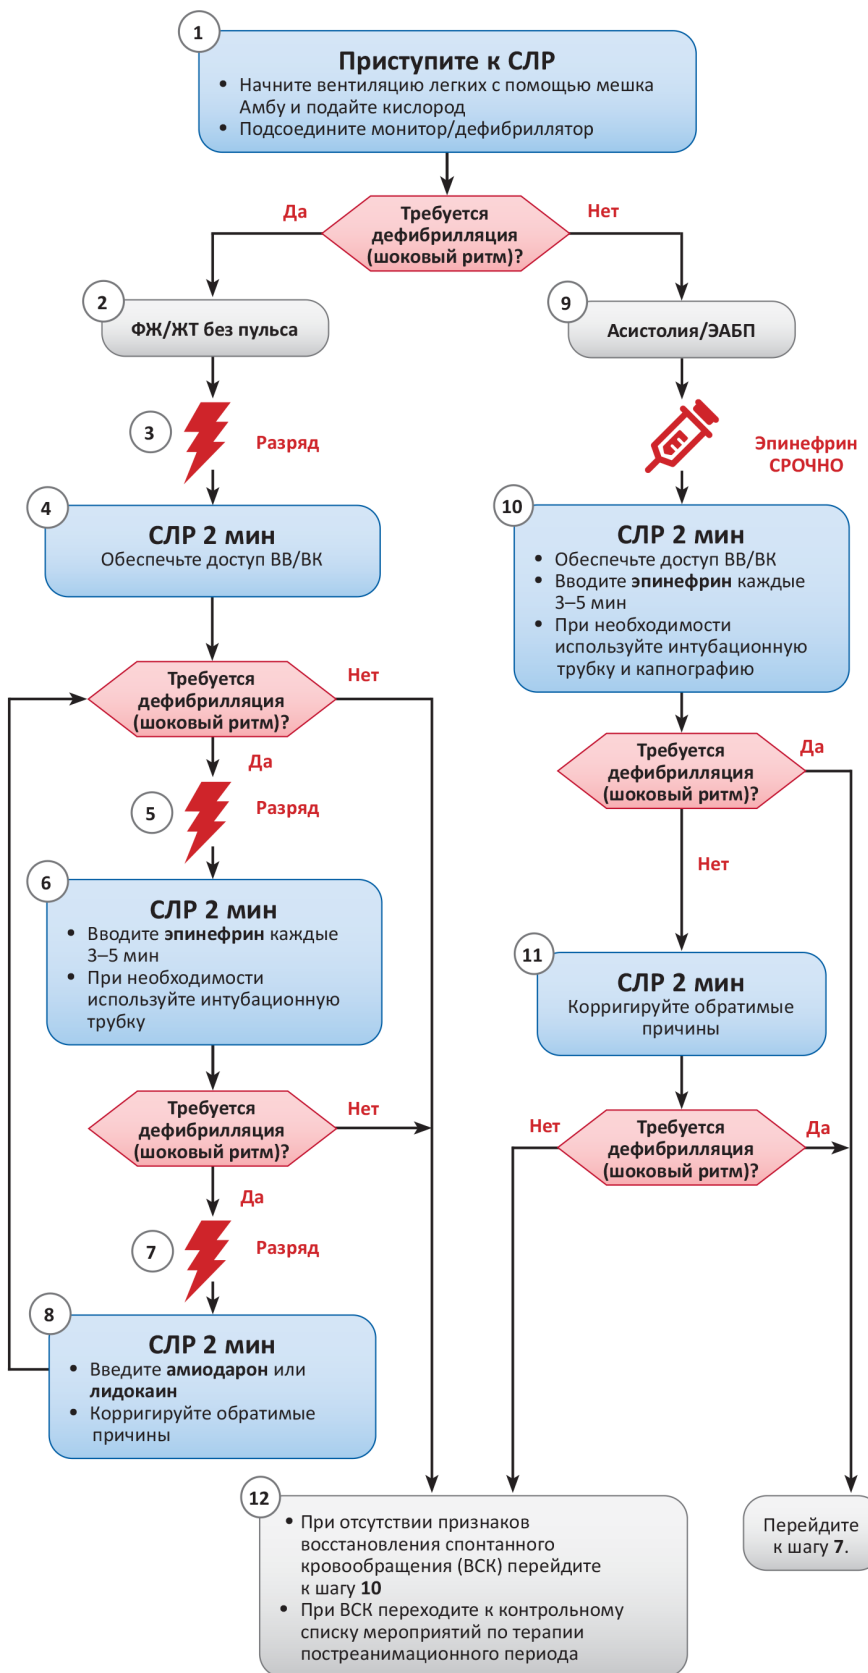 1
Приступите к СЛР
• Начните вентиляцию легких с помощью мешка
Амбу и подайте кислород
• Подсоедините монитор/дефибриллятор
Да
Требуется
дефибрилляция
(шоковый ритм)?
Нет
2
ФЖ/ЖТ без пульса
3
Разряд
4
СЛР 2 мин
Обеспечьте доступ ВВ/ВК
Требуется
дефибрилляция
(шоковый ритм)?
Нет
Да
5
Разряд
6
СЛР 2 мин
• Вводите эпинефрин каждые
3–5 мин
• При необходимости
используйте интубационную
трубку
Требуется
дефибрилляция
(шоковый ритм)?
Нет
Да
7
Разряд
8
СЛР 2 мин
• Введите амиодарон или
лидокаин
• Корригируйте обратимые
причины
9
Асистолия/ЭАБП
Эпинефрин
СРОЧНО
10
СЛР 2 мин
• Обеспечьте доступ ВВ/ВК
• Вводите эпинефрин каждые
3–5 мин
• При необходимости
используйте интубационную
трубку и капнографию
Требуется
дефибрилляция
(шоковый ритм)?
Да
Нет
11
СЛР 2 мин
Корригируйте обратимые
причины
Нет
Требуется
дефибрилляция
(шоковый ритм)?
Да
12
• При отсутствии признаков
восстановления спонтанного
кровообращения (ВСК) перейдите
к шагу 10
• При ВСК переходите к контрольному
списку мероприятий по терапии
постреанимационного периода
Перейдите
к шагу 7.